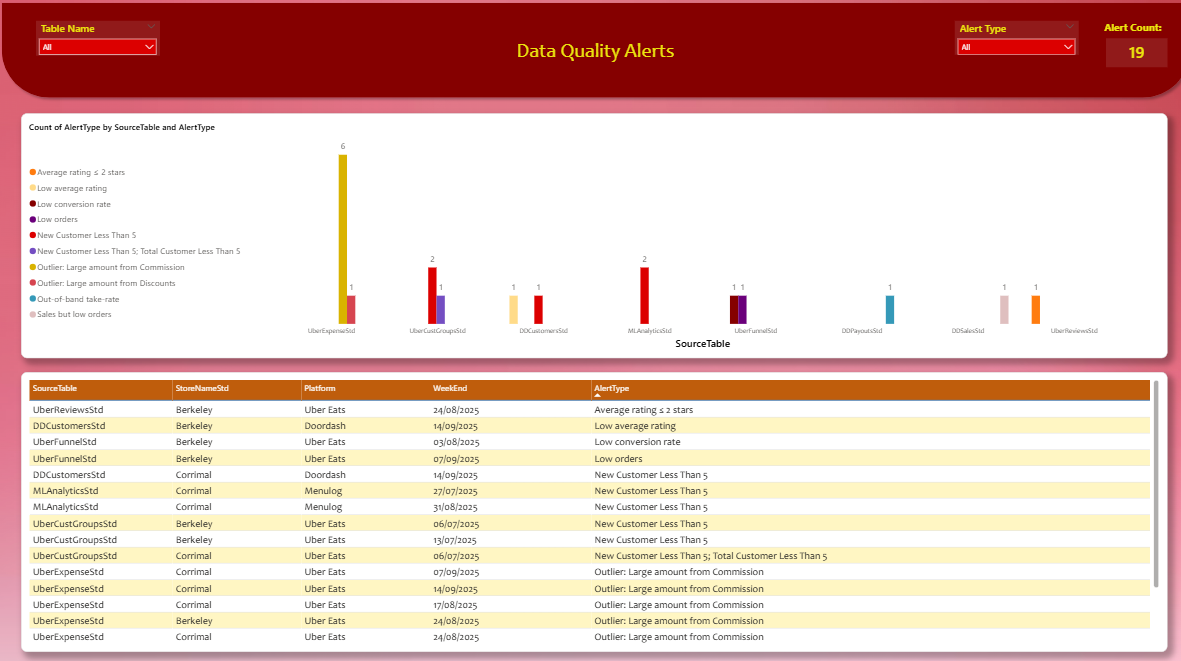 Table Name
All
Data Quality Alerts
Alert Type
All
Alert Count:
19
Count of AlertType by SourceTable and AlertType
Average rating ≤ 2 stars
Low average rating
Low conversion rate
Low orders
New Customer Less Than 5
New Customer Less Than 5; Total Customer Less Than 5
Outlier: Large amount from Commission
Outlier: Large amount from Discounts
Out-of-band take-rate
Sales but low orders
6 1 2 1 1 1 2 1 1 1 1 1
UberExpenseStd UberCustGroupsStd DDCustomersStd MLAnalyticsStd UberFunnelStd DDPayoutsStd DDSalesStd UberReviewsStd
SourceTable
SourceTable StoreNameStd Platform WeekEnd AlertType
UberReviewsStd Berkeley Uber Eats 24/08/2025 Average rating ≤ 2 stars
DDCustomersStd Berkeley Doordash 14/09/2025 Low average rating
UberFunnelStd Berkeley Uber Eats 03/08/2025 Low conversion rate
UberFunnelStd Berkeley Uber Eats 07/09/2025 Low orders
DDCustomersStd Corrimal Doordash 14/09/2025 New Customer Less Than 5
MLAnalyticsStd Corrimal Menulog 27/07/2025 New Customer Less Than 5
MLAnalyticsStd Corrimal Menulog 31/08/2025 New Customer Less Than 5
UberCustGroupsStd Berkeley Uber Eats 06/07/2025 New Customer Less Than 5
UberCustGroupsStd Berkeley Uber Eats 13/07/2025 New Customer Less Than 5
UberCustGroupsStd Corrimal Uber Eats 06/07/2025 New Customer Less Than 5; Total Customer Less Than 5
UberExpenseStd Corrimal Uber Eats 07/09/2025 Outlier: Large amount from Commission
UberExpenseStd Corrimal Uber Eats 14/09/2025 Outlier: Large amount from Commission
UberExpenseStd Corrimal Uber Eats 17/08/2025 Outlier: Large amount from Commission
UberExpenseStd Berkeley Uber Eats 24/08/2025 Outlier: Large amount from Commission
UberExpenseStd Corrimal Uber Eats 24/08/2025 Outlier: Large amount from Commission